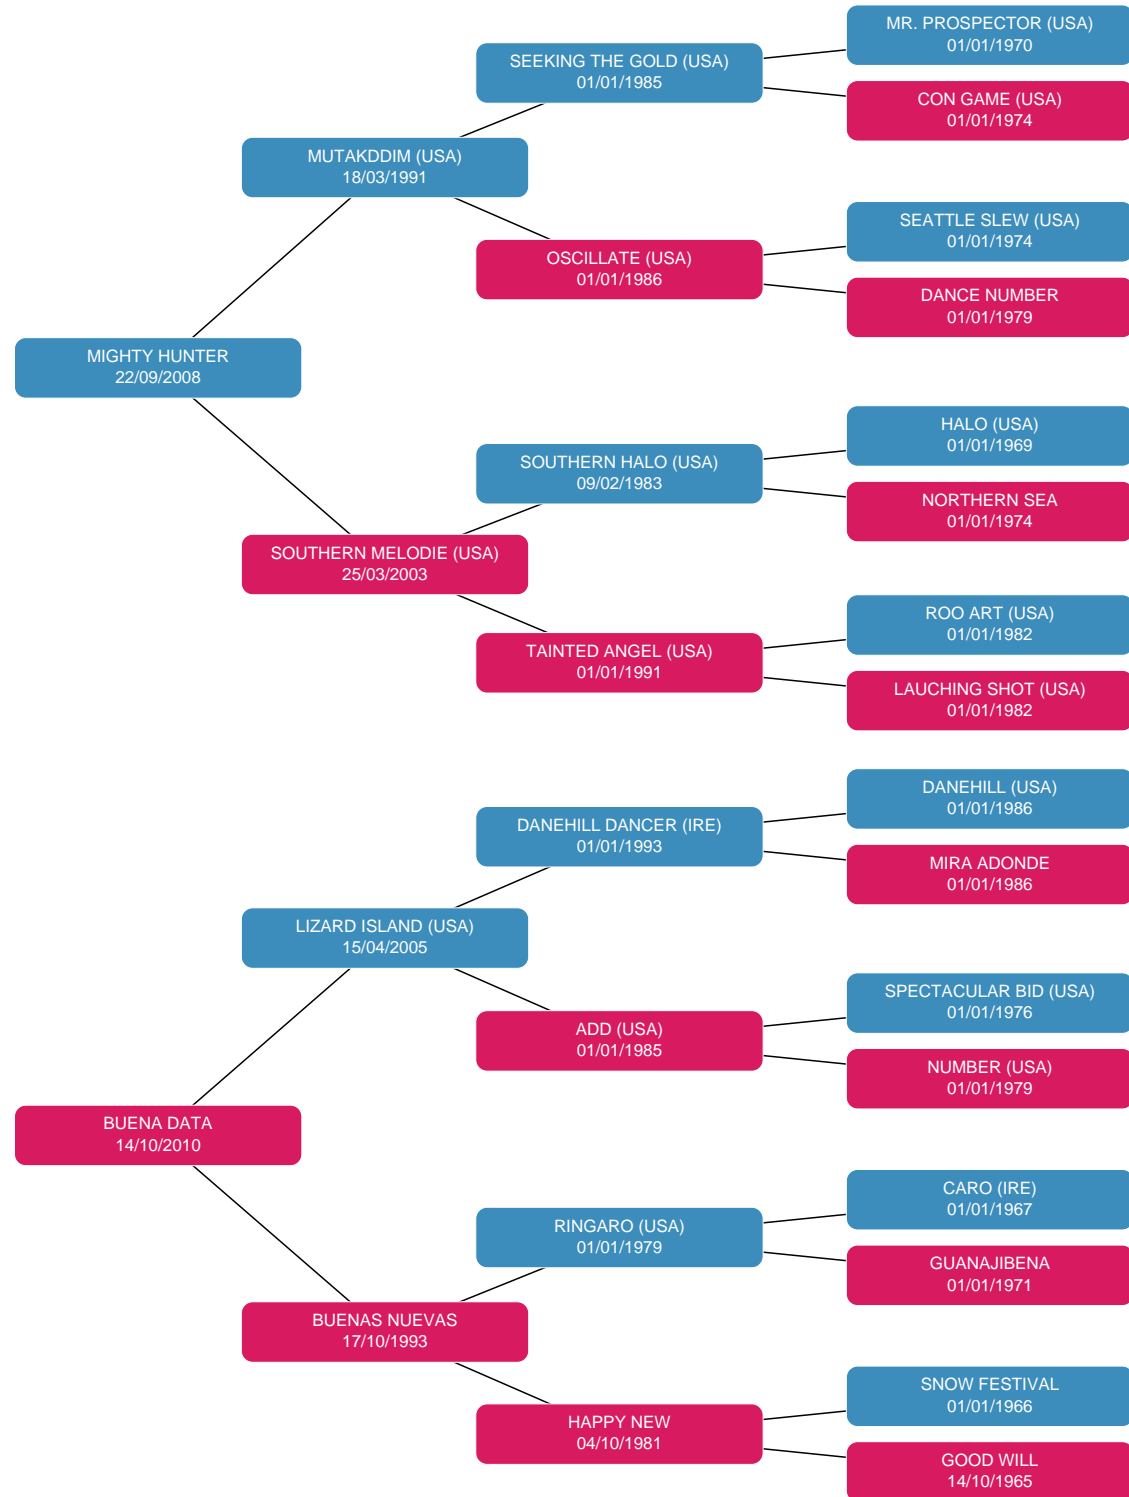 MR. PROSPECTOR (USA)
01/01/1970
SEEKING THE GOLD (USA)
01/01/1985
CON GAME (USA)
01/01/1974
MUTAKDDIM (USA)
18/03/1991
SEATTLE SLEW (USA)
01/01/1974
OSCILLATE (USA)
01/01/1986
DANCE NUMBER
01/01/1979
MIGHTY HUNTER
22/09/2008
HALO (USA)
01/01/1969
SOUTHERN HALO (USA)
09/02/1983
NORTHERN SEA
01/01/1974
SOUTHERN MELODIE (USA)
25/03/2003
ROO ART (USA)
01/01/1982
TAINTED ANGEL (USA)
01/01/1991
LAUCHING SHOT (USA)
01/01/1982
DANEHILL (USA)
01/01/1986
DANEHILL DANCER (IRE)
01/01/1993
MIRA ADONDE
01/01/1986
LIZARD ISLAND (USA)
15/04/2005
SPECTACULAR BID (USA)
01/01/1976
ADD (USA)
01/01/1985
NUMBER (USA)
01/01/1979
BUENA DATA
14/10/2010
CARO (IRE)
01/01/1967
RINGARO (USA)
01/01/1979
GUANAJIBENA
01/01/1971
BUENAS NUEVAS
17/10/1993
SNOW FESTIVAL
01/01/1966
HAPPY NEW
04/10/1981
GOOD WILL
14/10/1965